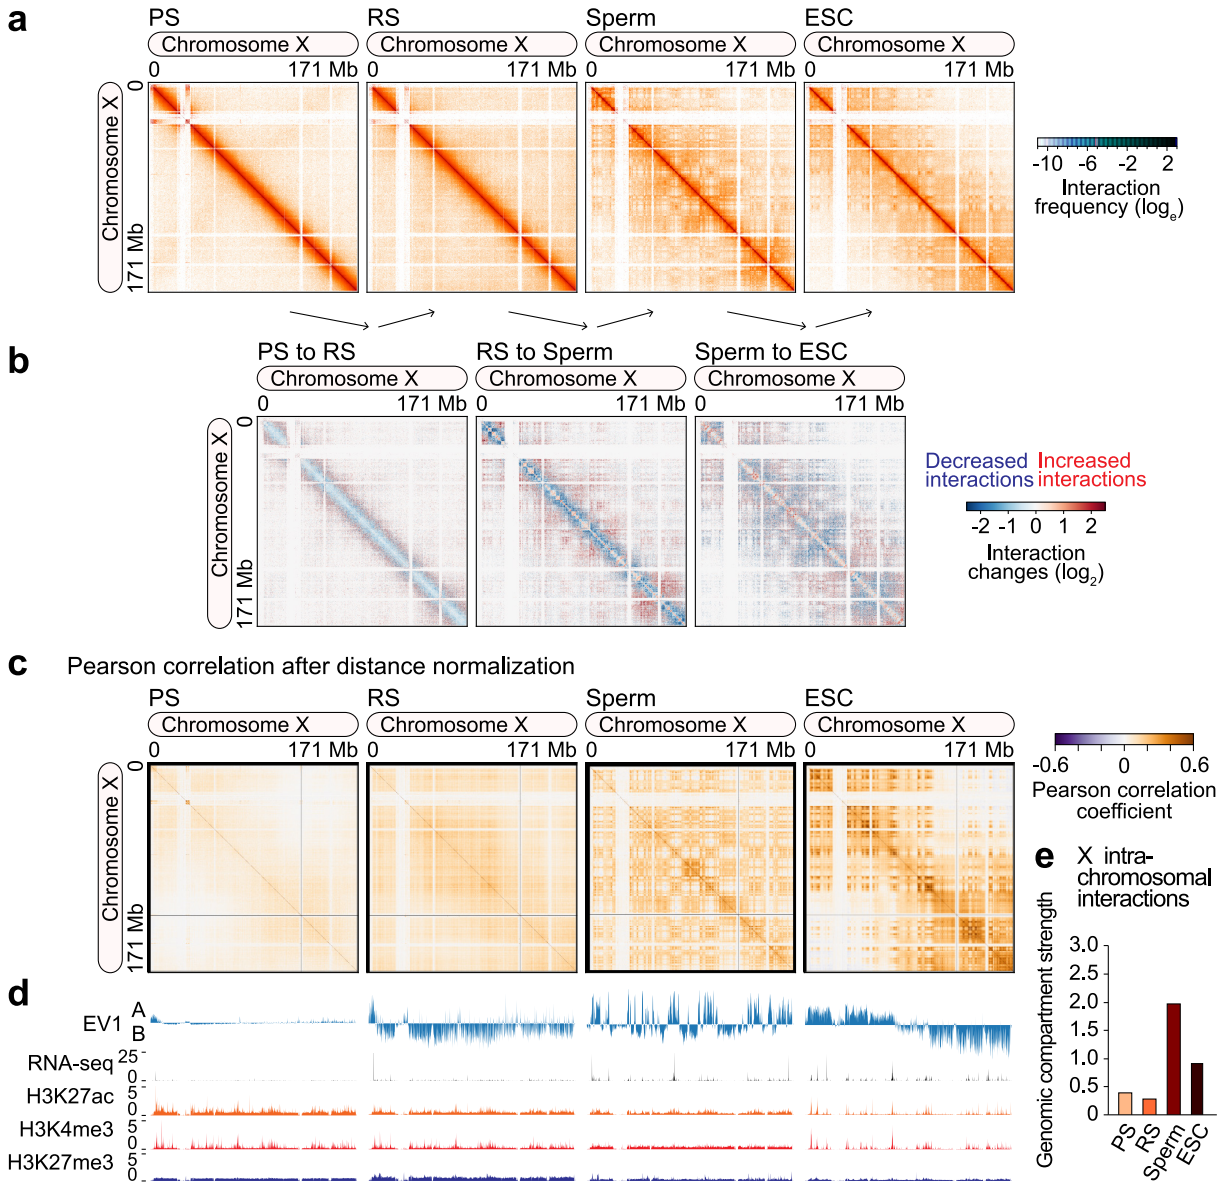 a
PS
RS
Sperm
ESC
Chromosome X
Chromosome X
Chromosome X
Chromosome X
0 171 Mb
0 171 Mb
0 171 Mb
0 171 Mb
Chromosome X
0
171 Mb
-10 -6 -2 2
Interaction
frequency (loge)
b
PS to RS
RS to Sperm
Sperm to ESC
Chromosome X
Chromosome X
Chromosome X
0 171 Mb
0 171 Mb
0 171 Mb
Chromosome X
0
171 Mb
Decreased interactions
Increased interactions
-2 -1 0 1 2
Interaction
changes (log2)
c Pearson correlation after distance normalization
PS
RS
Sperm
ESC
Chromosome X
Chromosome X
Chromosome X
Chromosome X
0 171 Mb
0 171 Mb
0 171 Mb
0 171 Mb
Chromosome X
0
171 Mb
-0.6 0 0.6
Pearson correlation
coefficient
d
EV1 A
B
RNA-seq 25
0
H3K27ac 5
0
H3K4me3 5
0
H3K27me3 5
0
e X intra-
chromosomal
interactions
Genomic compartment strength
3.0
2.5
2.0
1.5
1.0
0.5
0
PS
RS
Sperm
ESC